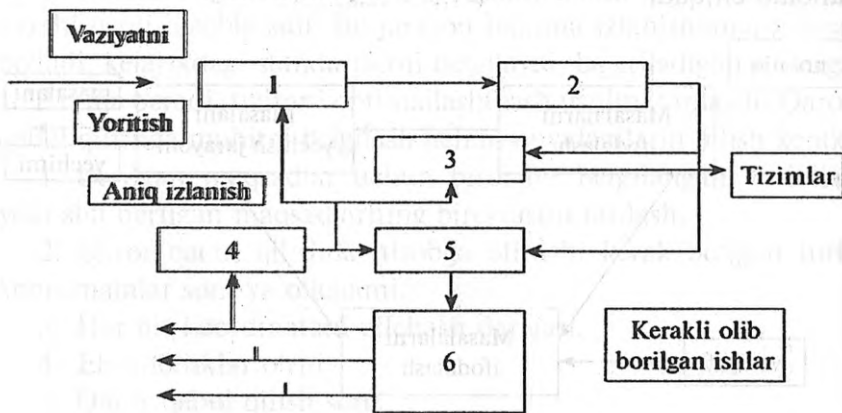 Vaziyatni
1
2
Yoritish
3
Tizimlar
Aniq izlanish
4
5
6
Kerakli olib
borilgan ishlar